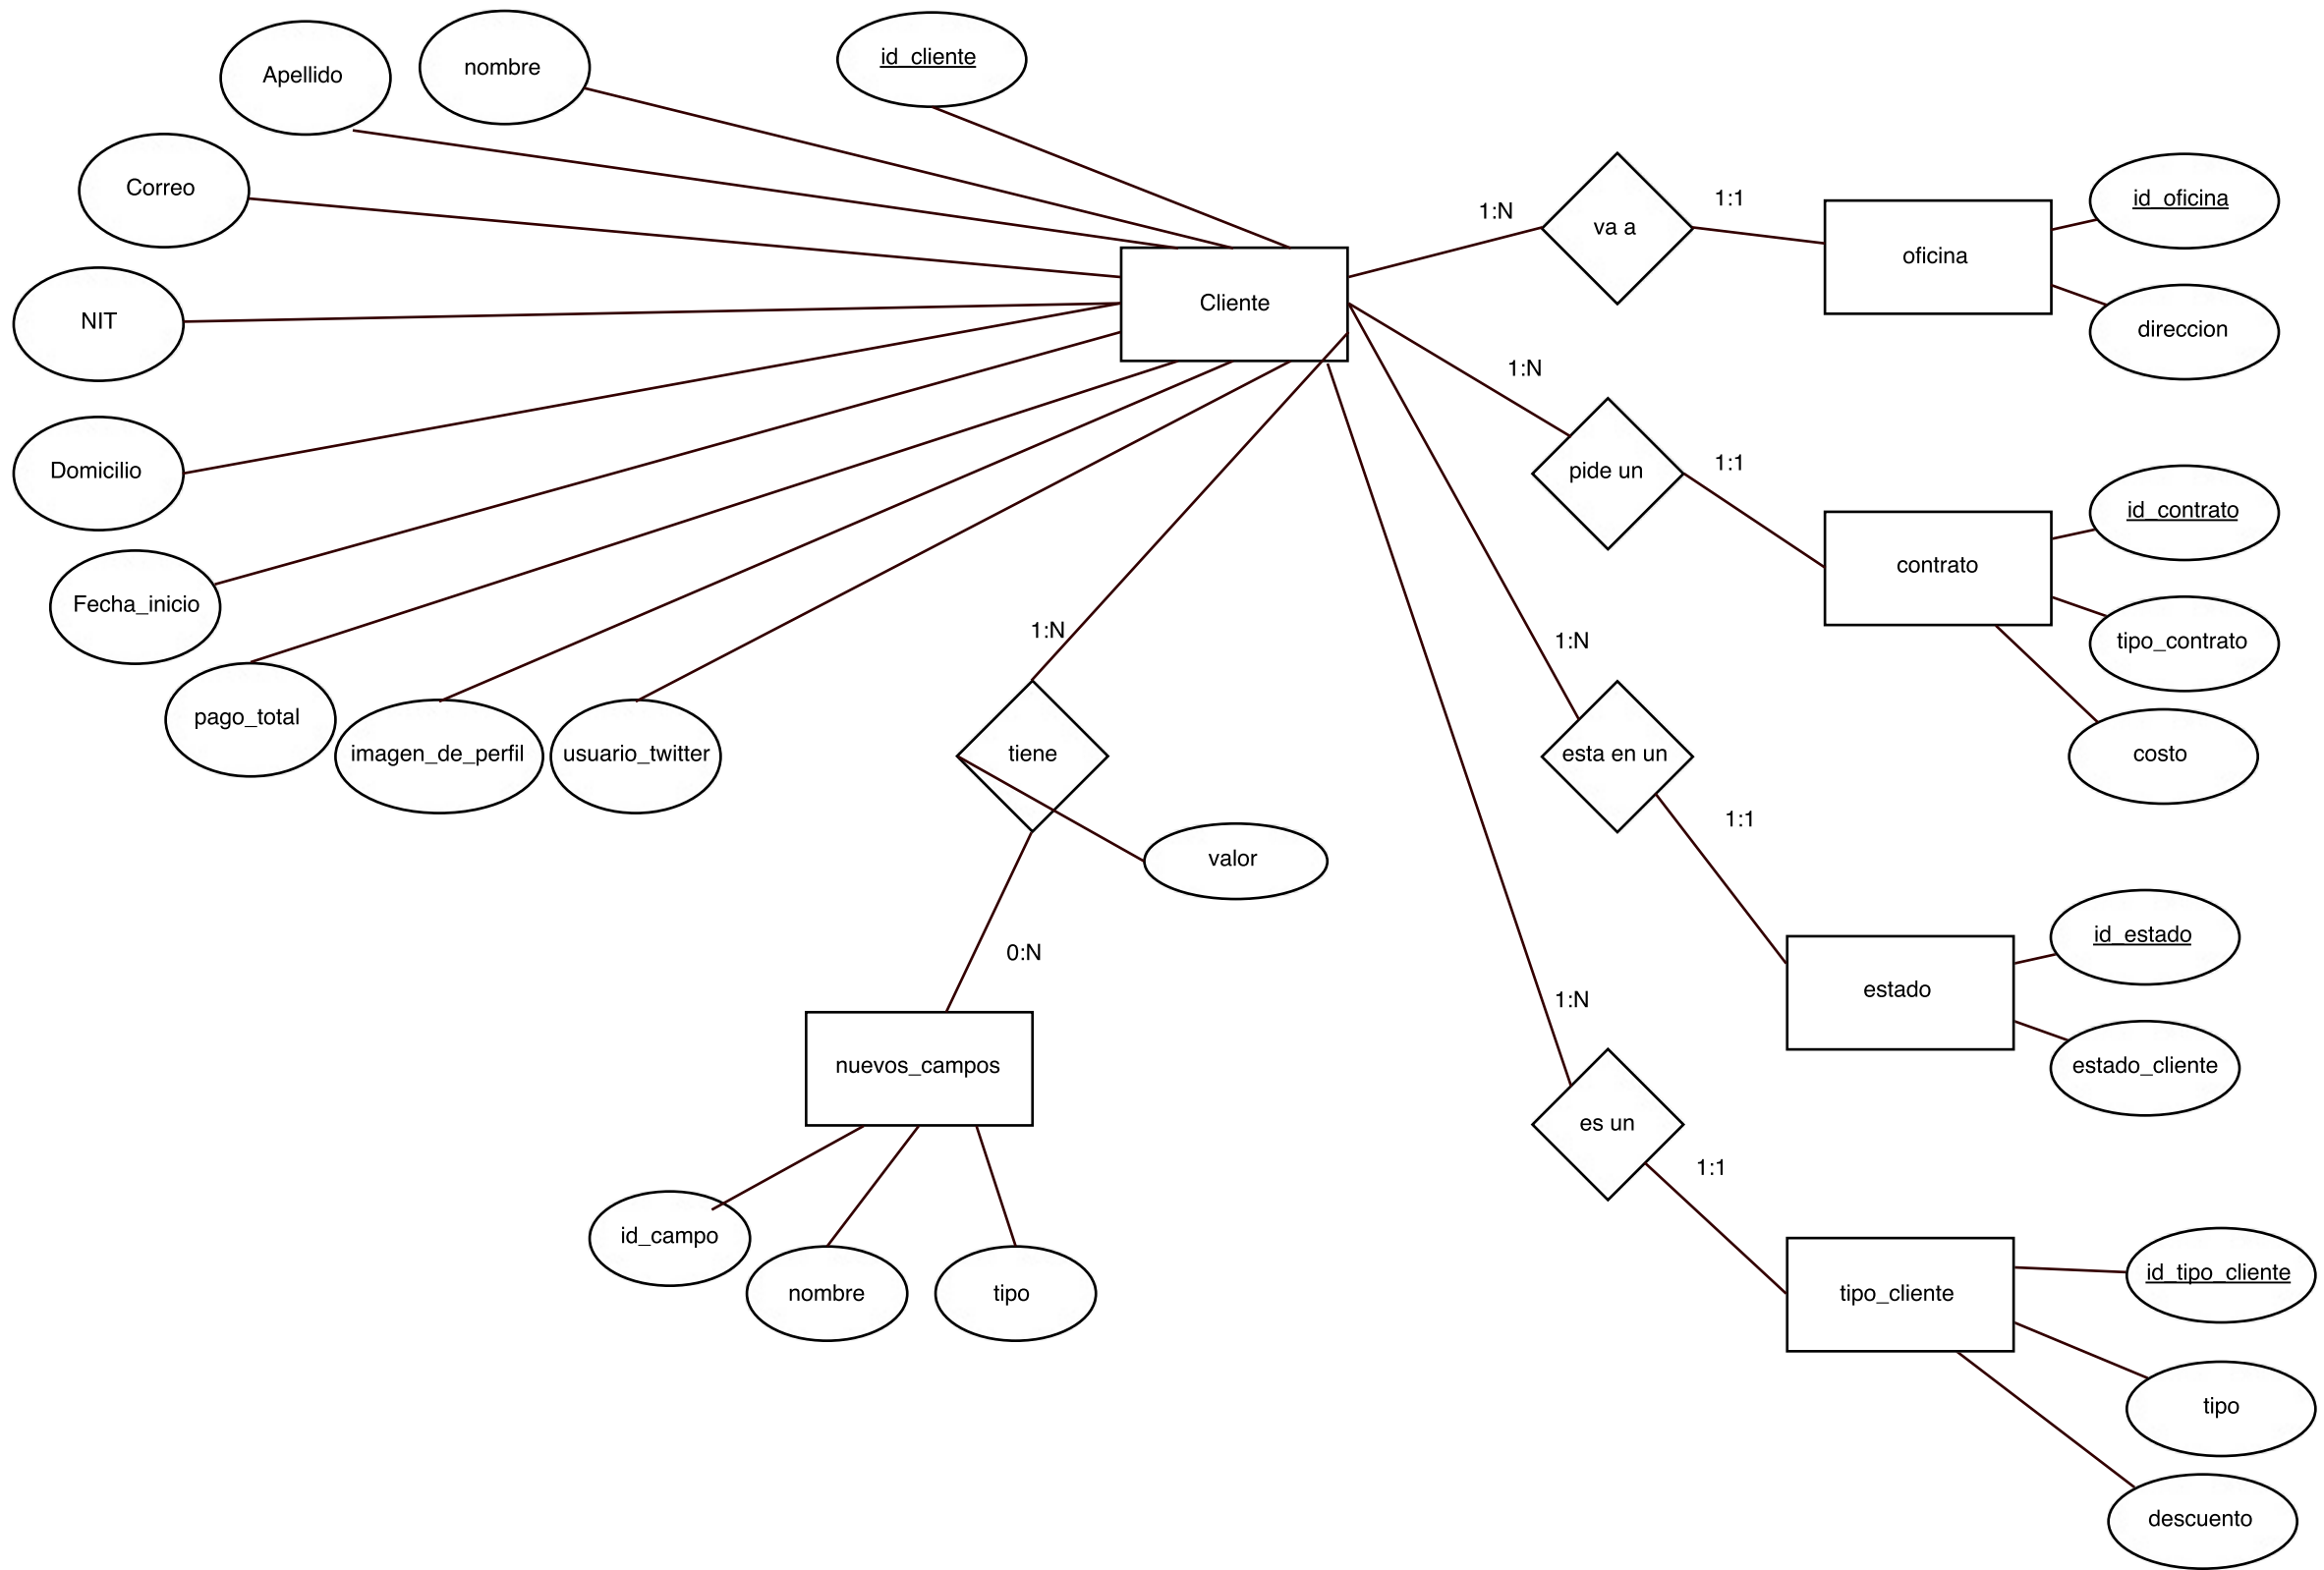 nombre
id_cliente
Apellido
Correo
1:N
va a
1:1
id_oficina
oficina
direccion
NIT
Cliente
1:N
pide un
1:1
id_contrato
contrato
tipo_contrato
costo
Domicilio
Fecha_inicio
pago_total
imagen_de_perfil
usuario_twitter
1:N
tiene
valor
1:N
esta en un
1:1
id_estado
estado
estado_cliente
0:N
nuevos_campos
id_campo
nombre
tipo
1:N
es un
1:1
id_tipo_cliente
tipo_cliente
tipo
descuento